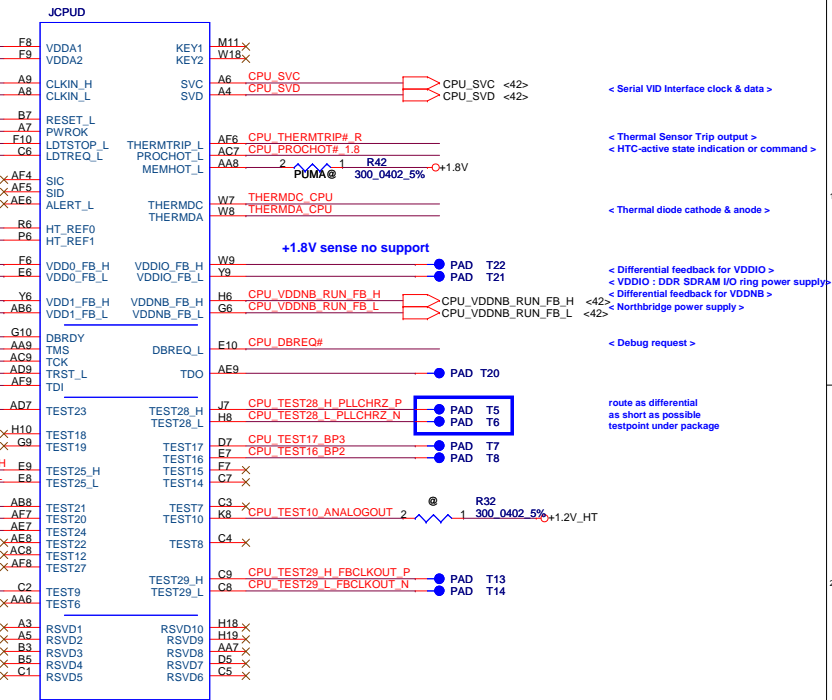 JCPUD
F8 VDDA1 KEY1 M11
F9 VDDA2 KEY2 W18
A9 CLKIN_H SVC A6 CPU_SVC CPU_SVC <42>
A8 CLKIN_L SVD A4 CPU_SVD CPU_SVD <42>
< Serial VID Interface clock & data >
B7 RESET_L
A7 PWROK
F10 LDTSTOP_L THERMTRIP_L AF6 CPU_THERMTRIP#_R < Thermal Sensor Trip output >
C6 LDTREQ_L PROCHOT_L AC7 CPU_PROCHOT#_1.8 < HTC-active state indication or command >
MEMHOT_L AA8 2 1 R42 +1.8V
PUMA@ 300_0402_5%
AF4 SIC
AF5 SID
AE6 ALERT_L THERMDC W7 THERMDC_CPU
THERMDA W8 THERMDA_CPU < Thermal diode cathode & anode >
R6 HT_REF0
P6 HT_REF1
+1.8V sense no support
F6 VDD0_FB_H VDDIO_FB_H W9 PAD T22
E6 VDD0_FB_L VDDIO_FB_L Y9 PAD T21
< Differential feedback for VDDIO >
< VDDIO : DDR SDRAM I/O ring power supply>
Y6 VDD1_FB_H VDDNB_FB_H H6 CPU_VDDNB_RUN_FB_H CPU_VDDNB_RUN_FB_H <42>
< Differential feedback for VDDNB >
AB6 VDD1_FB_L VDDNB_FB_L G6 CPU_VDDNB_RUN_FB_L CPU_VDDNB_RUN_FB_L <42>
< Northbridge power supply >
G10 DBRDY
AA9 TMS DBREQ_L E10 CPU_DBREQ# < Debug request >
AC9 TCK
AD9 TRST_L TDO AE9 PAD T20
AF9 TDI
AD7 TEST23 TEST28_H J7 CPU_TEST28_H_PLLCHRZ_P PAD T5
TEST28_L H8 CPU_TEST28_L_PLLCHRZ_N PAD T6
route as differential
as short as possible
testpoint under package
H10 TEST18
G9 TEST19 TEST17 D7 CPU_TEST17_BP3 PAD T7
TEST16 E7 CPU_TEST16_BP2 PAD T8
H E9 TEST25_H TEST15 F7
E8 TEST25_L TEST14 C7
AB8 TEST21 TEST7 C3
AF7 TEST20 TEST10 K8 CPU_TEST10_ANALOGOUT 2 @ 1 R32 300_0402_5% +1.2V_HT
AE7 TEST24
AE8 TEST22 TEST8 C4
AC8 TEST12
AF8 TEST27
TEST29_H C9 CPU_TEST29_H_FBCLKOUT_P PAD T13
C2 TEST9 TEST29_L C8 CPU_TEST29_L_FBCLKOUT_N PAD T14
AA6 TEST6
A3 RSVD1 RSVD10 H18
A5 RSVD2 RSVD9 H19
B3 RSVD3 RSVD8 AA7
B5 RSVD4 RSVD7 D5
C1 RSVD5 RSVD6 C5